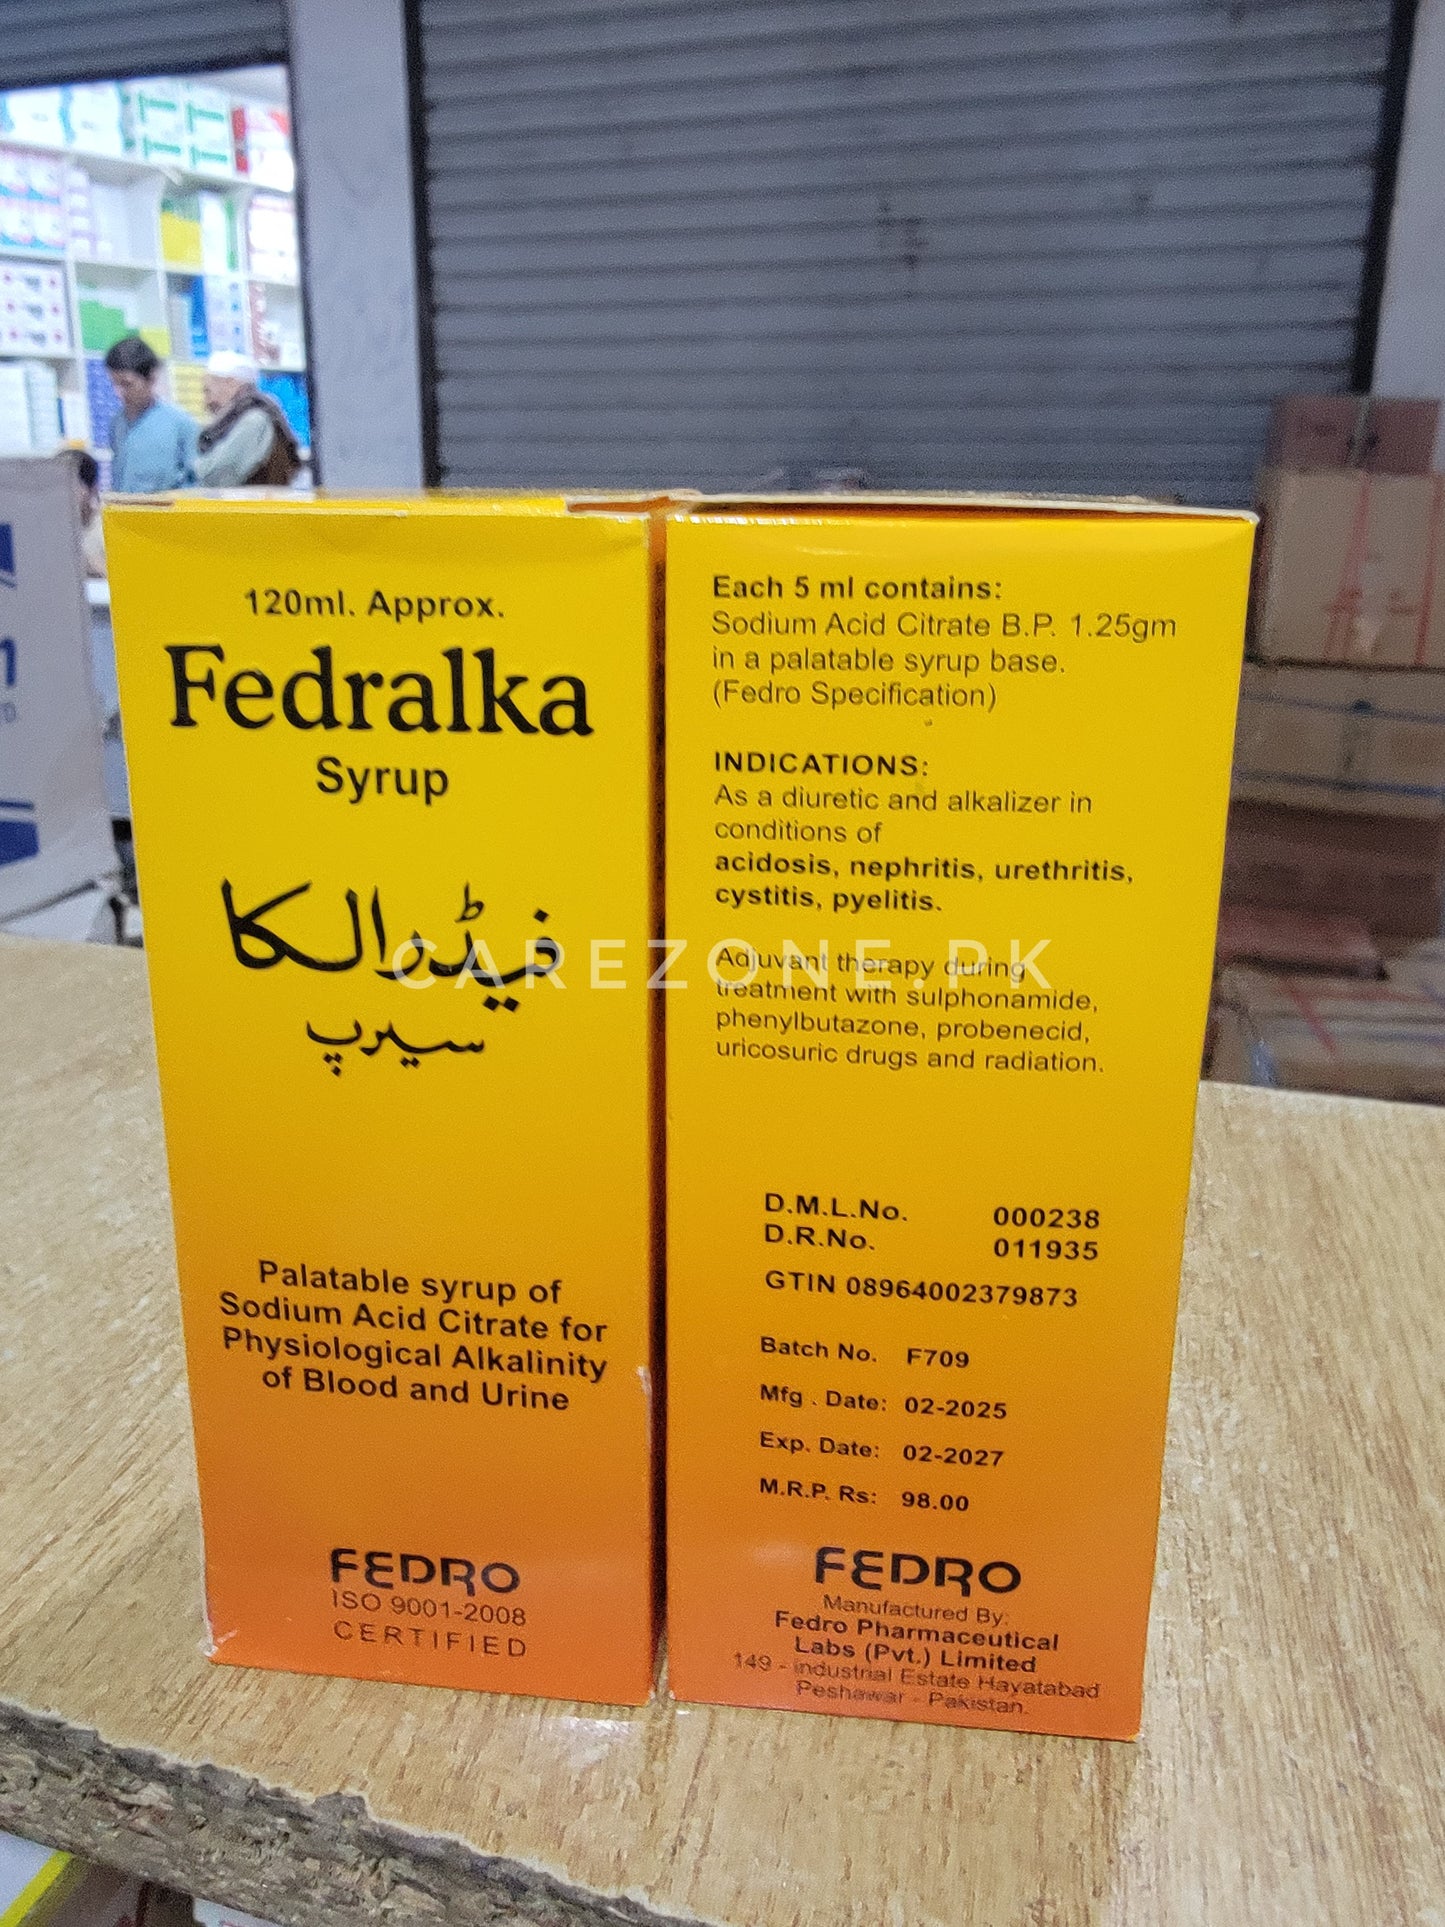 120ml. Approx.
Fedralka
Syrup
فیڈرالکا
سیرپ
Palatable syrup of
Sodium Acid Citrate for
Physiological Alkalinity
of Blood and Urine
FEDRO
ISO 9001-2008
CERTIFIED
Each 5 ml contains:
Sodium Acid Citrate B.P. 1.25gm
in a palatable syrup base.
(Fedro Specification)
INDICATIONS:
As a diuretic and alkalizer in
conditions of
acidosis, nephritis, urethritis,
cystitis, pyelitis.
Adjuvant therapy during
treatment with sulphonamide,
phenylbutazone, probenecid,
uricosuric drugs and radiation.
D.M.L.No. 000238
D.R.No. 011935
GTIN 08964002379873
Batch No. F709
Mfg . Date: 02-2025
Exp. Date: 02-2027
M.R.P. Rs: 98.00
FEDRO
Manufactured By:
Fedro Pharmaceutical
Labs (Pvt.) Limited
149 - industrial Estate Hayatabad
Peshawar - Pakistan.
CAREZONE.PK